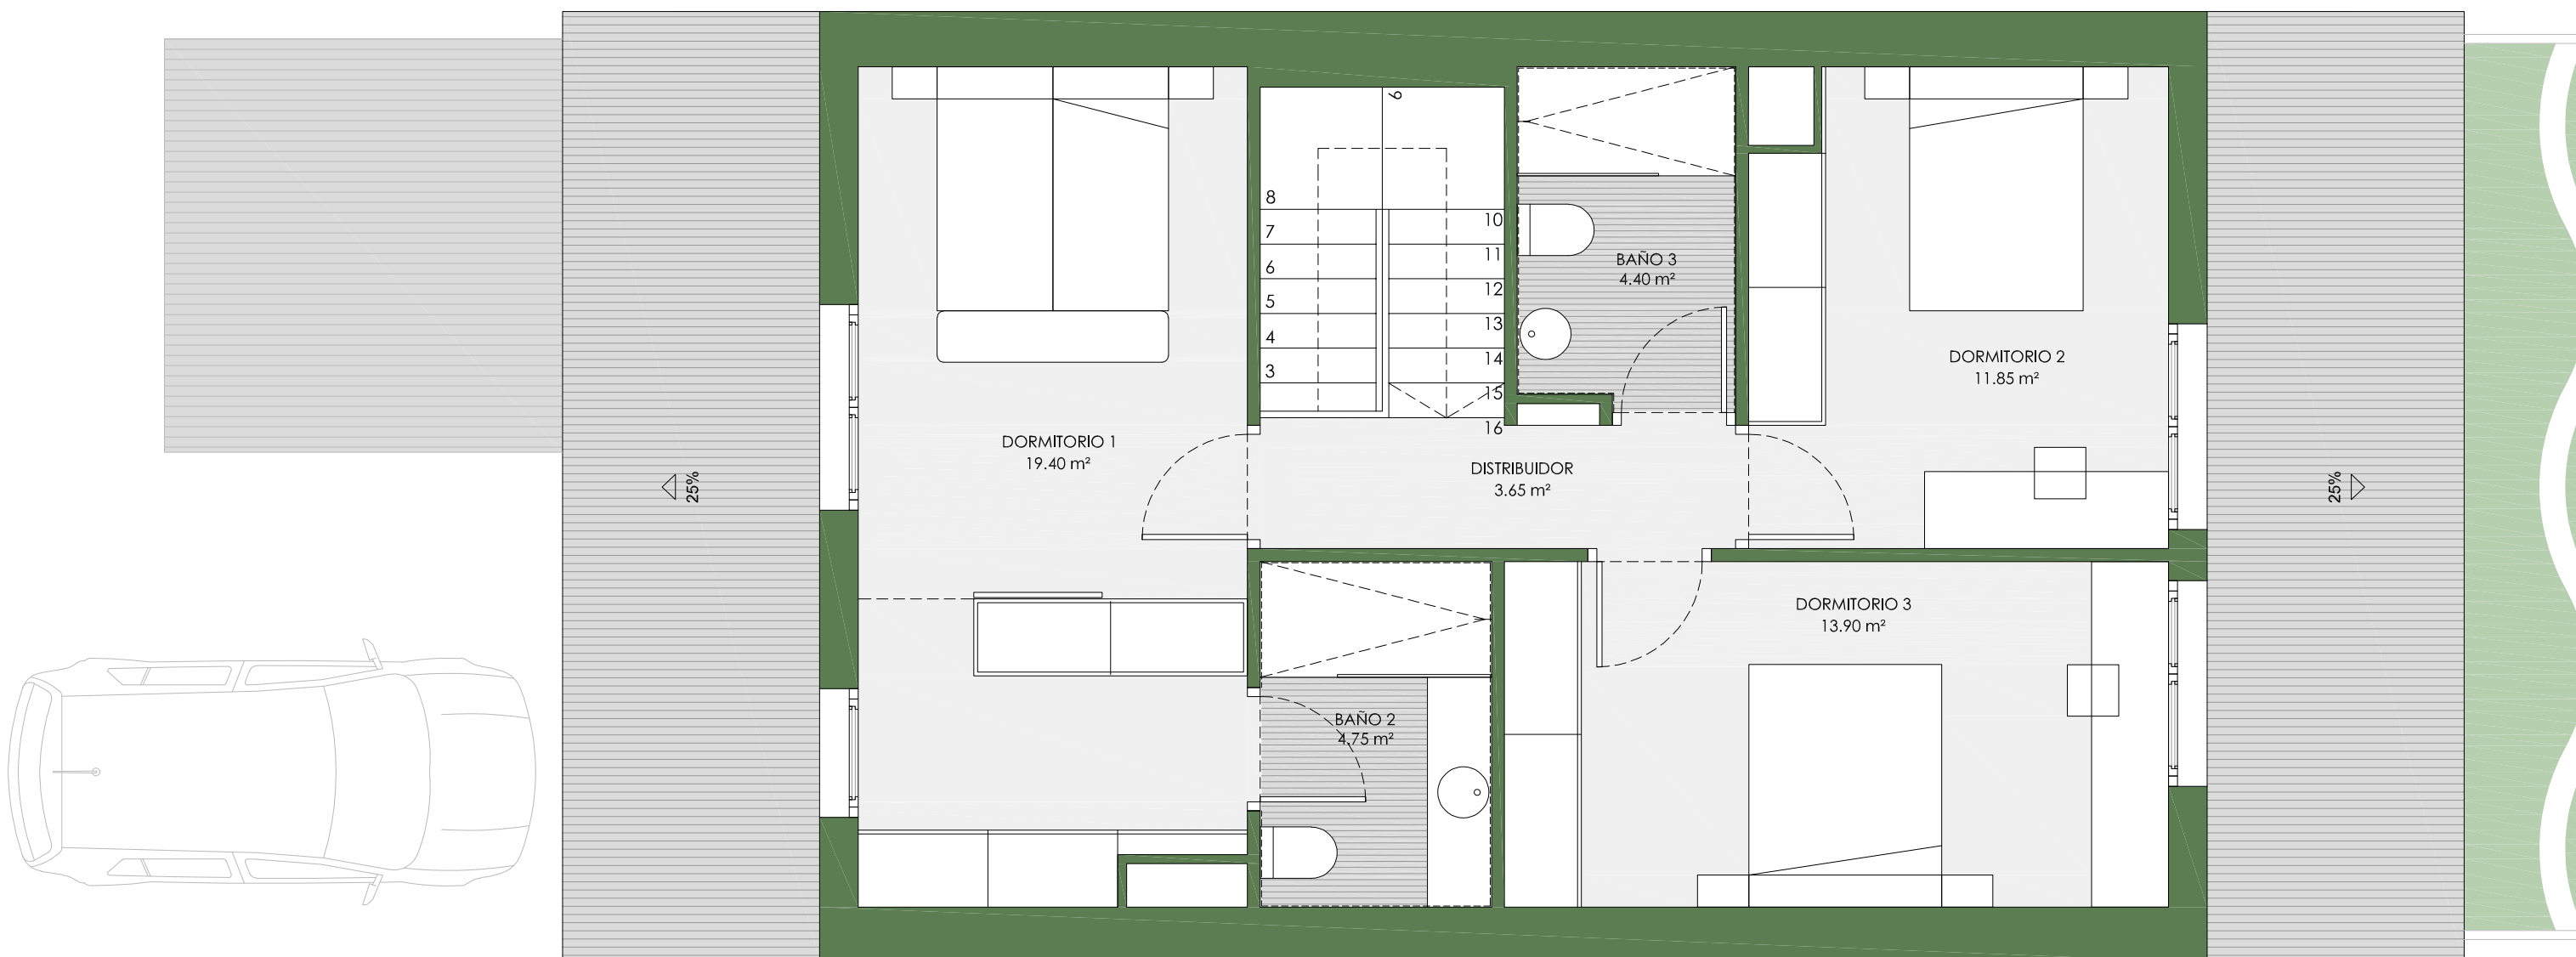 9
8
7
6
5
4
3
10
11
12
13
14
15
16
BAÑO 3
4.40 m²
DORMITORIO 2
11.85 m²
DORMITORIO 1
19.40 m²
DISTRIBUIDOR
3.65 m²
25%
25%
DORMITORIO 3
13.90 m²
BAÑO 2
4.75 m²